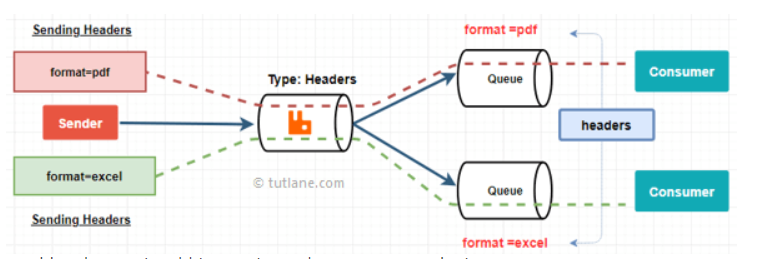 Sending Headers
format=pdf
Sender
format=excel
Sending Headers
Type: Headers
© tutlane.com
format =pdf
Queue
Queue
format =excel
headers
Consumer
Consumer